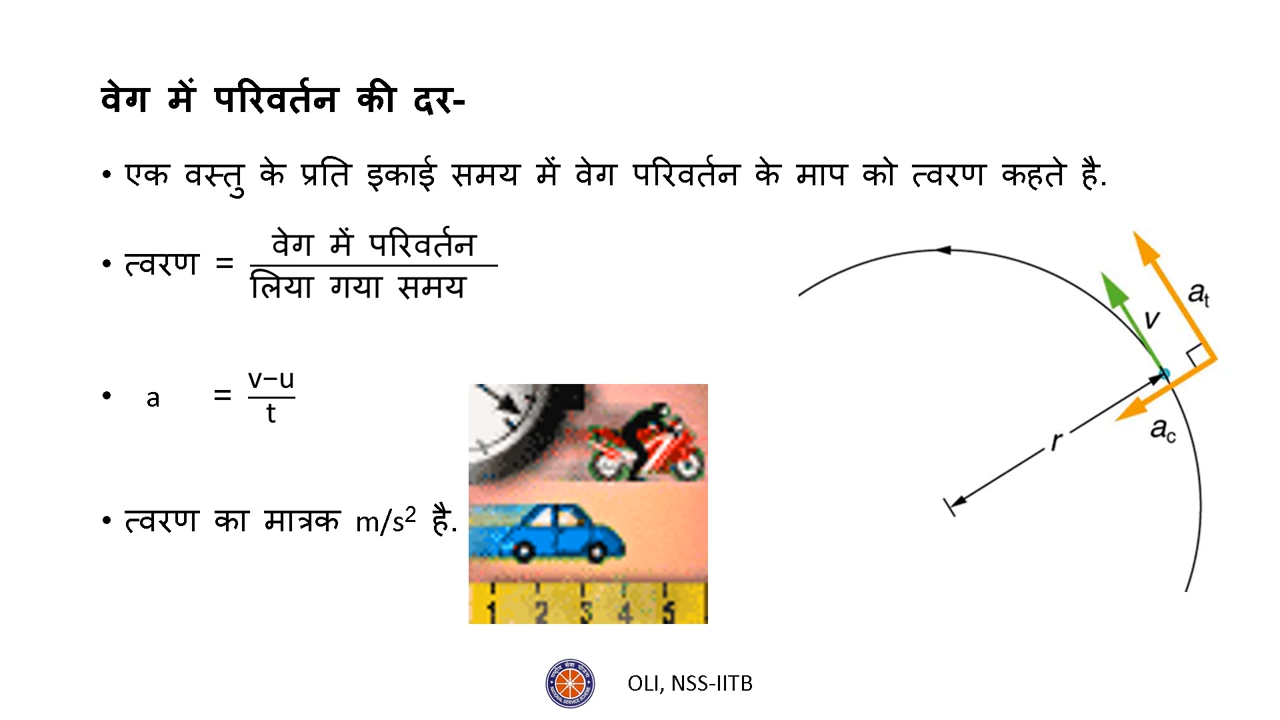 वेग में परिवर्तन की दर-
• एक वस्तु के प्रति इकाई समय में वेग परिवर्तन के माप को त्वरण कहते है.
• त्वरण = वेग में परिवर्तन
लिया गया समय
• a = v−u
t
• त्वरण का मात्रक m/s² है.
aₜ
v
r
a꜀
1 2 3 4 5
OLI, NSS-IITB